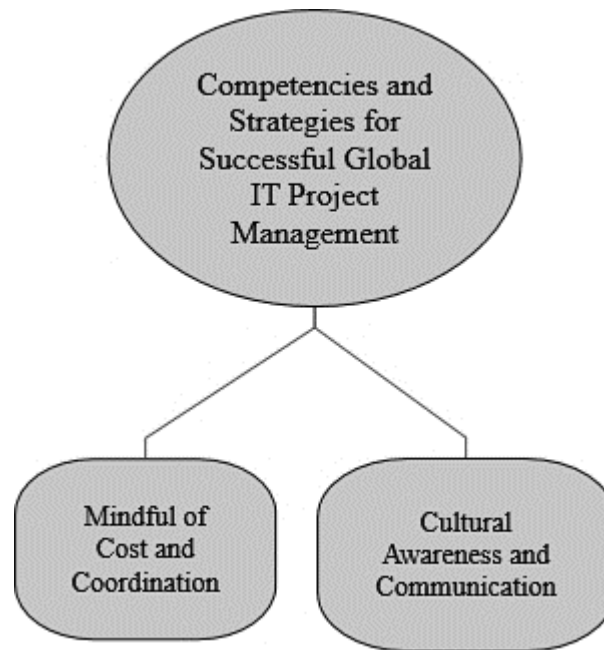 Competencies and
Strategies for
Successful Global
IT Project
Management
Mindful of
Cost and
Coordination
Cultural
Awareness and
Communication